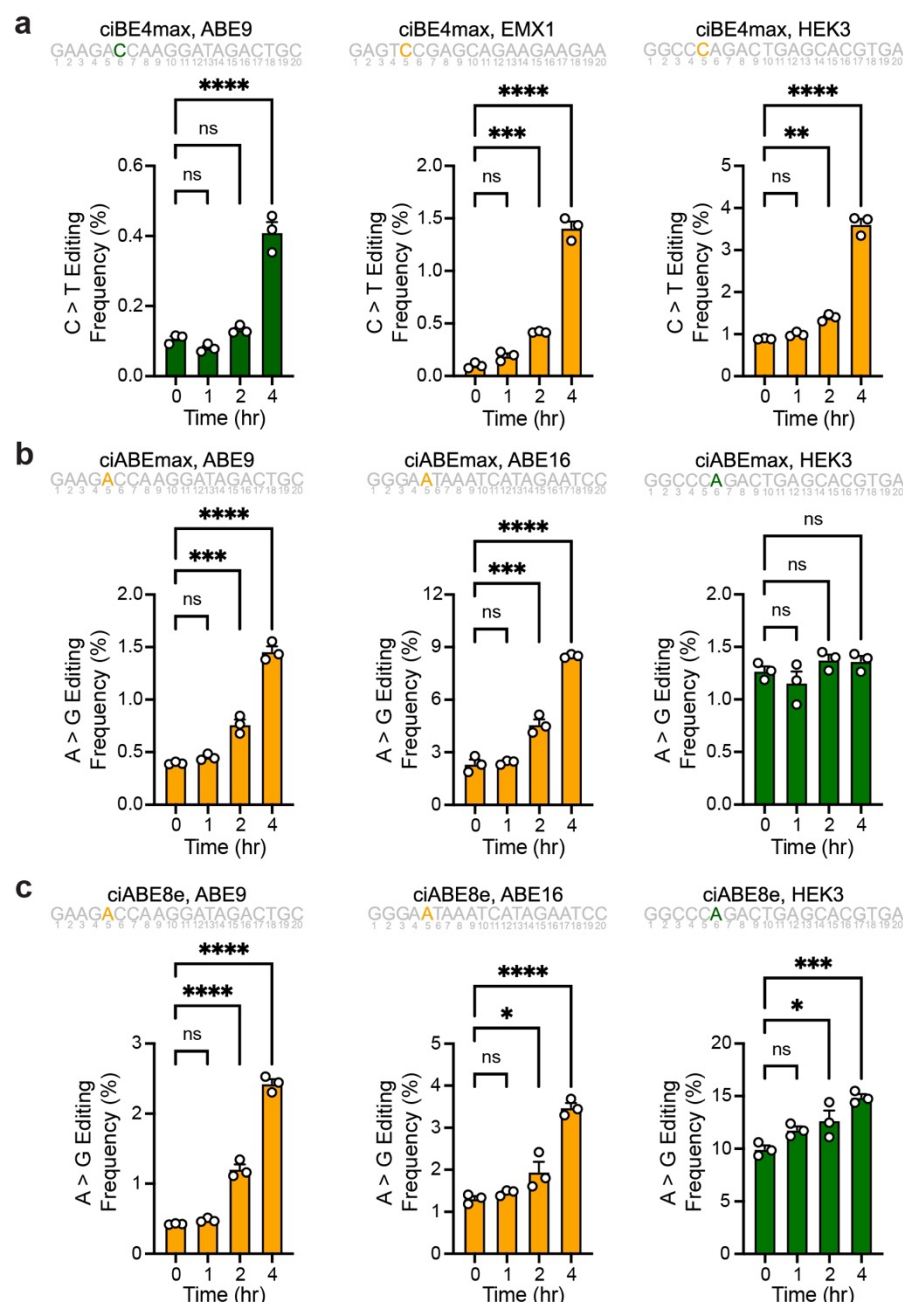 a
ciBE4max, ABE9
GAAGACCAAGGATAGACTGC
1 2 3 4 5 6 7 8 9 10 11 12 13 14 15 16 17 18 19 20
****
ns
ns
C > T Editing
Frequency (%)
0.6
0.4
0.2
0.0
0 1 2 4
Time (hr)
ciBE4max, EMX1
GAGTCCGAGCAGAAGAAGAA
1 2 3 4 5 6 7 8 9 10 11 12 13 14 15 16 17 18 19 20
****
***
ns
C > T Editing
Frequency (%)
2.0
1.5
1.0
0.5
0.0
0 1 2 4
Time (hr)
ciBE4max, HEK3
GGCCCAGACTGAGCACGTGA
1 2 3 4 5 6 7 8 9 10 11 12 13 14 15 16 17 18 19 20
****
**
ns
C > T Editing
Frequency (%)
5
4
3
2
1
0
0 1 2 4
Time (hr)
b
ciABEmax, ABE9
GAAGACCAAGGATAGACTGC
1 2 3 4 5 6 7 8 9 10 11 12 13 14 15 16 17 18 19 20
****
***
ns
A > G Editing
Frequency (%)
2.0
1.5
1.0
0.5
0.0
0 1 2 4
Time (hr)
ciABEmax, ABE16
GGGAATAAATCATAGAATCC
1 2 3 4 5 6 7 8 9 10 11 12 13 14 15 16 17 18 19 20
****
***
ns
A > G Editing
Frequency (%)
12
9
6
3
0
0 1 2 4
Time (hr)
ciABEmax, HEK3
GGCCCAGACTGAGCACGTGA
1 2 3 4 5 6 7 8 9 10 11 12 13 14 15 16 17 18 19 20
ns
ns
ns
A > G Editing
Frequency (%)
2.0
1.5
1.0
0.5
0.0
0 1 2 4
Time (hr)
c
ciABE8e, ABE9
GAAGACCAAGGATAGACTGC
1 2 3 4 5 6 7 8 9 10 11 12 13 14 15 16 17 18 19 20
****
****
ns
A > G Editing
Frequency (%)
3
2
1
0
0 1 2 4
Time (hr)
ciABE8e, ABE16
GGGAATAAATCATAGAATCC
1 2 3 4 5 6 7 8 9 10 11 12 13 14 15 16 17 18 19 20
****
*
ns
A > G Editing
Frequency (%)
5
4
3
2
1
0
0 1 2 4
Time (hr)
ciABE8e, HEK3
GGCCCAGACTGAGCACGTGA
1 2 3 4 5 6 7 8 9 10 11 12 13 14 15 16 17 18 19 20
***
*
ns
A > G Editing
Frequency (%)
20
15
10
5
0
0 1 2 4
Time (hr)